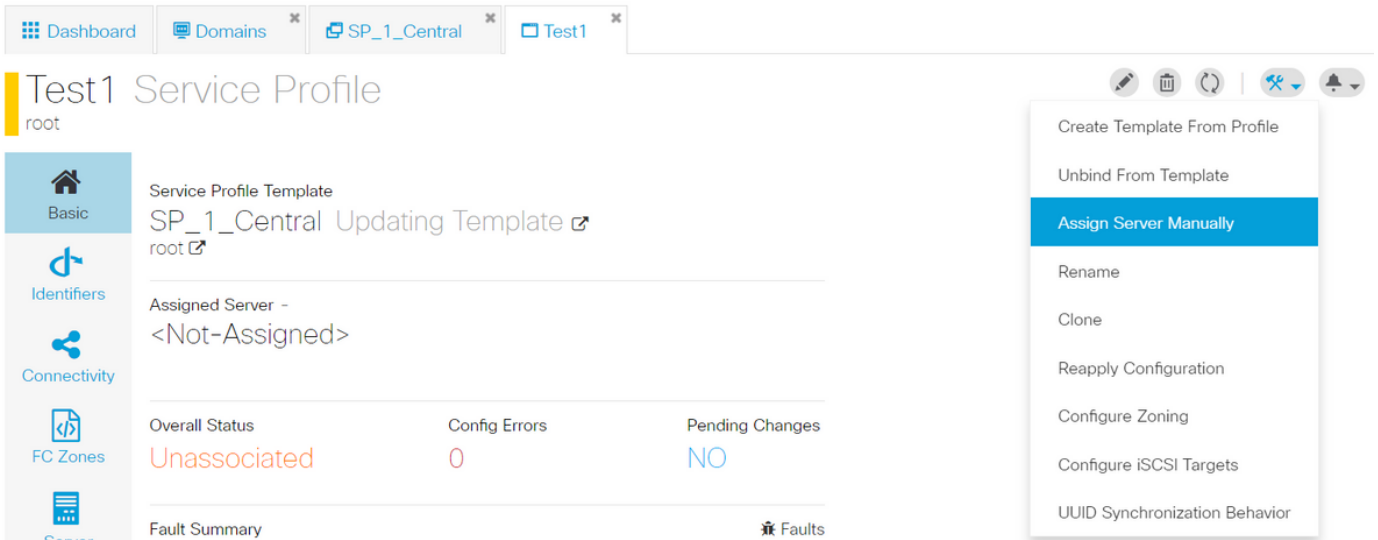 Dashboard
Domains
SP_1_Central
Test1
Test1 Service Profile
root
Create Template From Profile
Unbind From Template
Assign Server Manually
Rename
Clone
Reapply Configuration
Configure Zoning
Configure iSCSI Targets
UUID Synchronization Behavior
Basic
Identifiers
Connectivity
FC Zones
Server
Service Profile Template
SP_1_Central Updating Template
root
Assigned Server -
<Not-Assigned>
Overall Status
Config Errors
Pending Changes
Unassociated
0
NO
Fault Summary
Faults